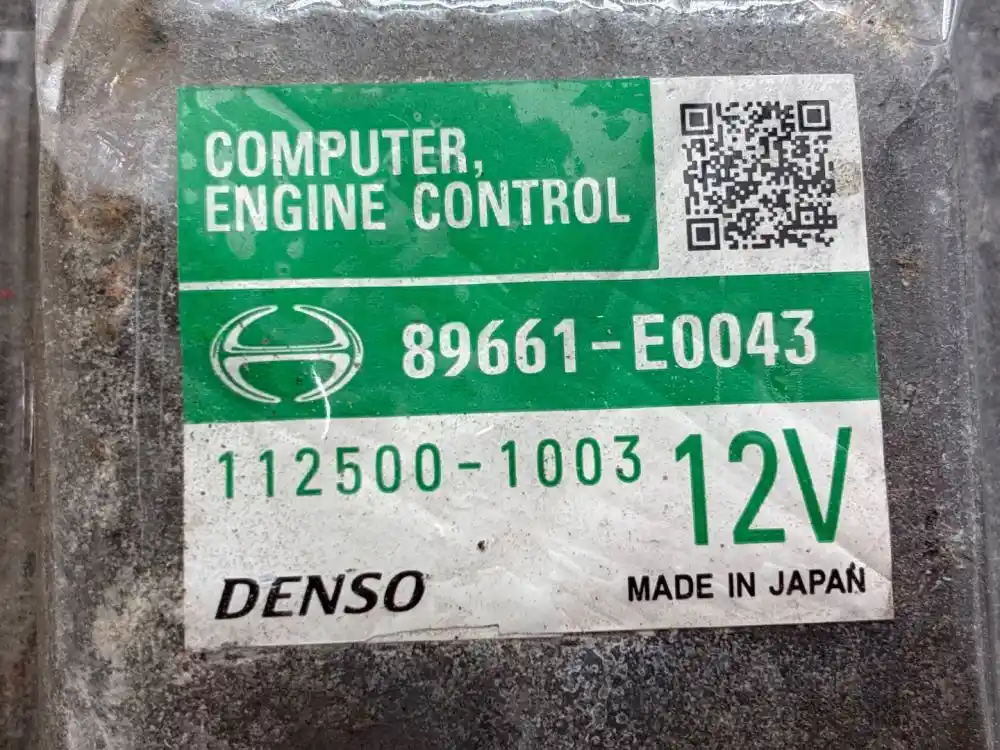 COMPUTER,
ENGINE CONTROL
89661-E0043
112500-1003
12V
DENSO
MADE IN JAPAN